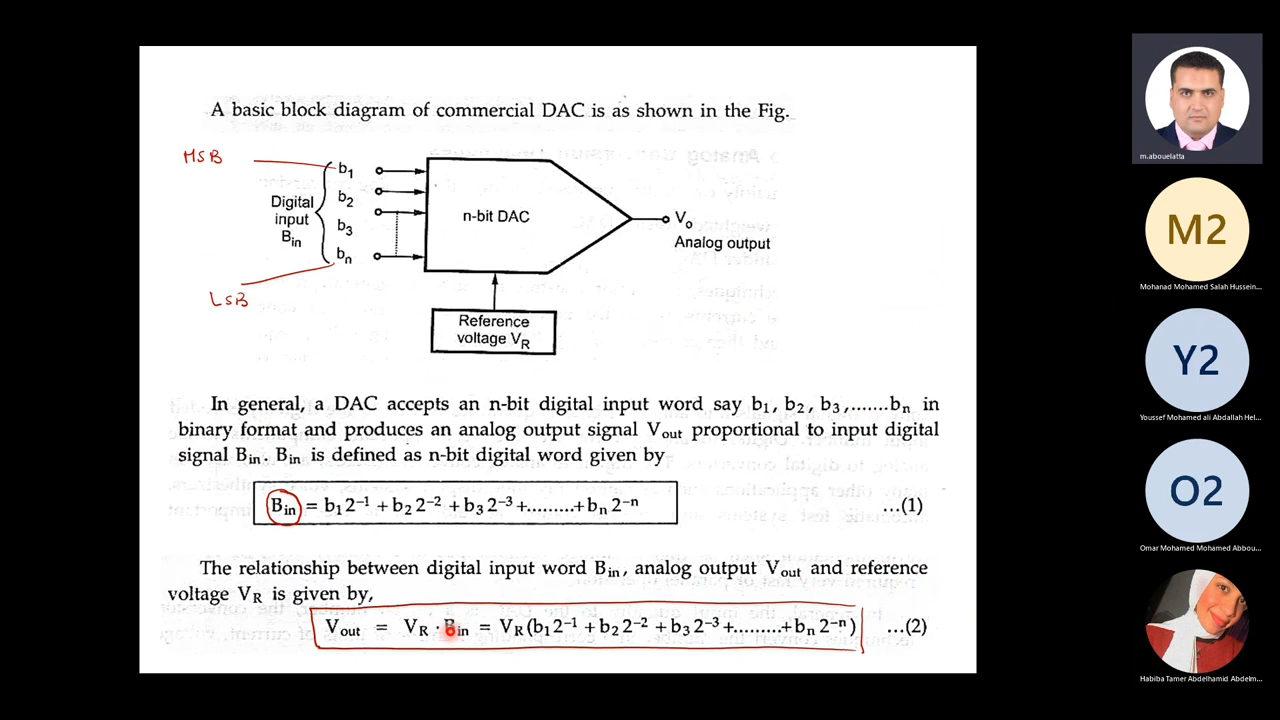 A basic block diagram of commercial DAC is as shown in the Fig.
MSB
b1
b2
Digital
input
Bin
b3
bn
LSB
n-bit DAC
Vo
Analog output
Reference
voltage VR
In general, a DAC accepts an n-bit digital input word say b1, b2, b3,.......bn in
binary format and produces an analog output signal Vout proportional to input digital
signal Bin. Bin is defined as n-bit digital word given by
Bin = b1 2⁻¹ + b2 2⁻² + b3 2⁻³ +.........+ bn 2⁻ⁿ ...(1)
The relationship between digital input word Bin, analog output Vout and reference
voltage VR is given by,
Vout = VR · Bin = VR (b1 2⁻¹ + b2 2⁻² + b3 2⁻³ +.........+ bn 2⁻ⁿ) ...(2)
m.abouelatta
M2
Mohanad Mohamed Salah Hussein...
Y2
Youssef Mohamed ali Abdallah Hel...
O2
Omar Mohamed Mohamed Abbou...
Habiba Tamer Abdelhamid Abdelm...